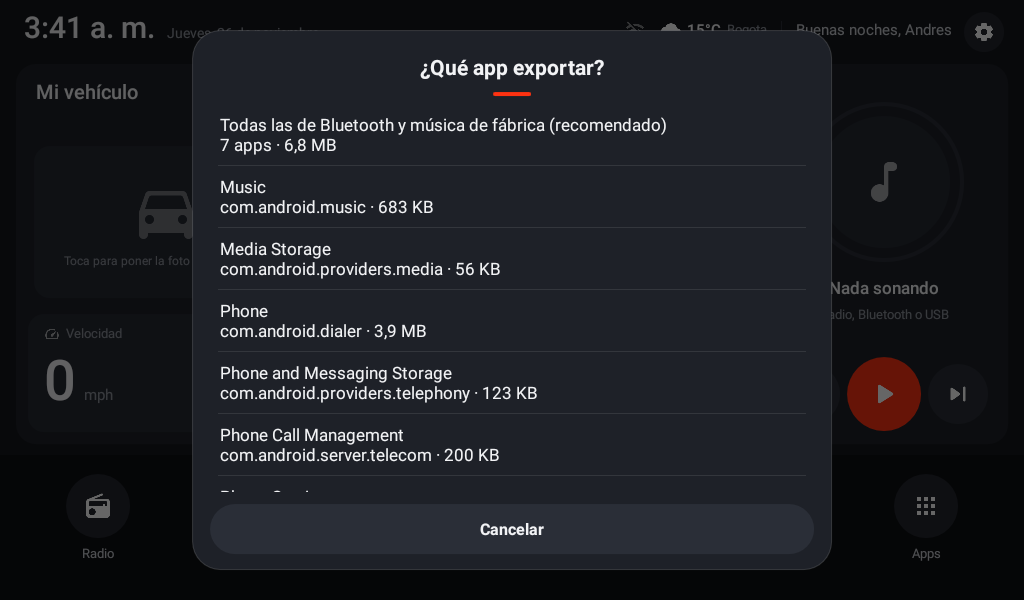 3:41 a. m.
Jueves
15°C
Bogota
Buenas noches, Andres
Mi vehículo
¿Qué app exportar?
Todas las de Bluetooth y música de fábrica (recomendado)
7 apps · 6,8 MB
Music
com.android.music · 683 KB
Media Storage
com.android.providers.media · 56 KB
Phone
com.android.dialer · 3,9 MB
Phone and Messaging Storage
com.android.providers.telephony · 123 KB
Phone Call Management
com.android.server.telecom · 200 KB
Cancelar
Toca para poner la foto
Velocidad
0 mph
Nada sonando
Bluetooth o USB
Radio
Apps